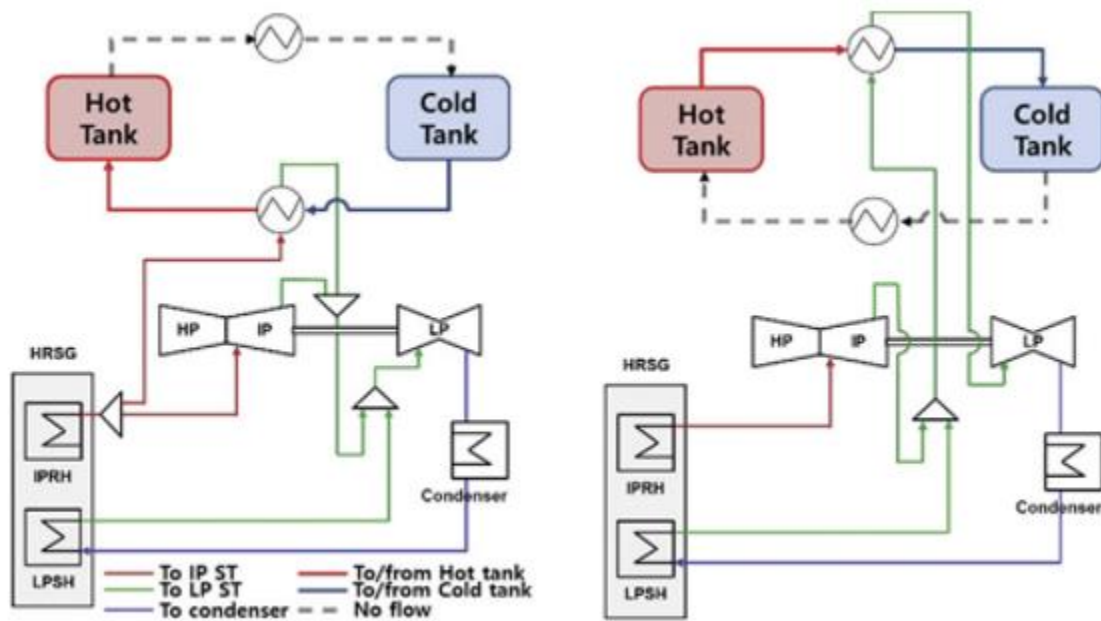 Hot
Tank
Cold
Tank
HP
IP
LP
HRSG
IPRH
LPSH
Condenser
To IP ST
To LP ST
To condenser
To/from Hot tank
To/from Cold tank
No flow
Hot
Tank
Cold
Tank
HP
IP
LP
HRSG
IPRH
LPSH
Condenser